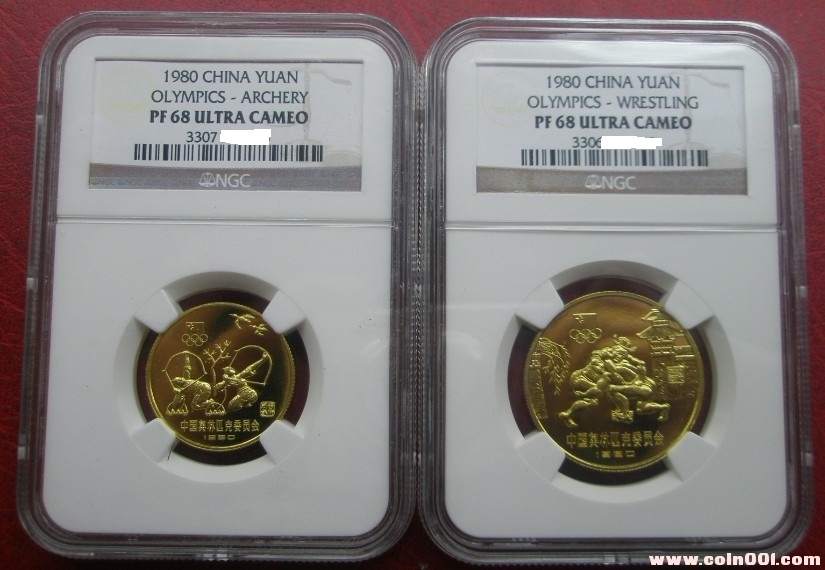 1980 CHINA YUAN
OLYMPICS - ARCHERY
PF 68 ULTRA CAMEO
3307
NGC
中国奥林匹克委员会
1980
1980 CHINA YUAN
OLYMPICS - WRESTLING
PF 68 ULTRA CAMEO
3306
NGC
中国奥林匹克委员会
1980
www.coin001.com